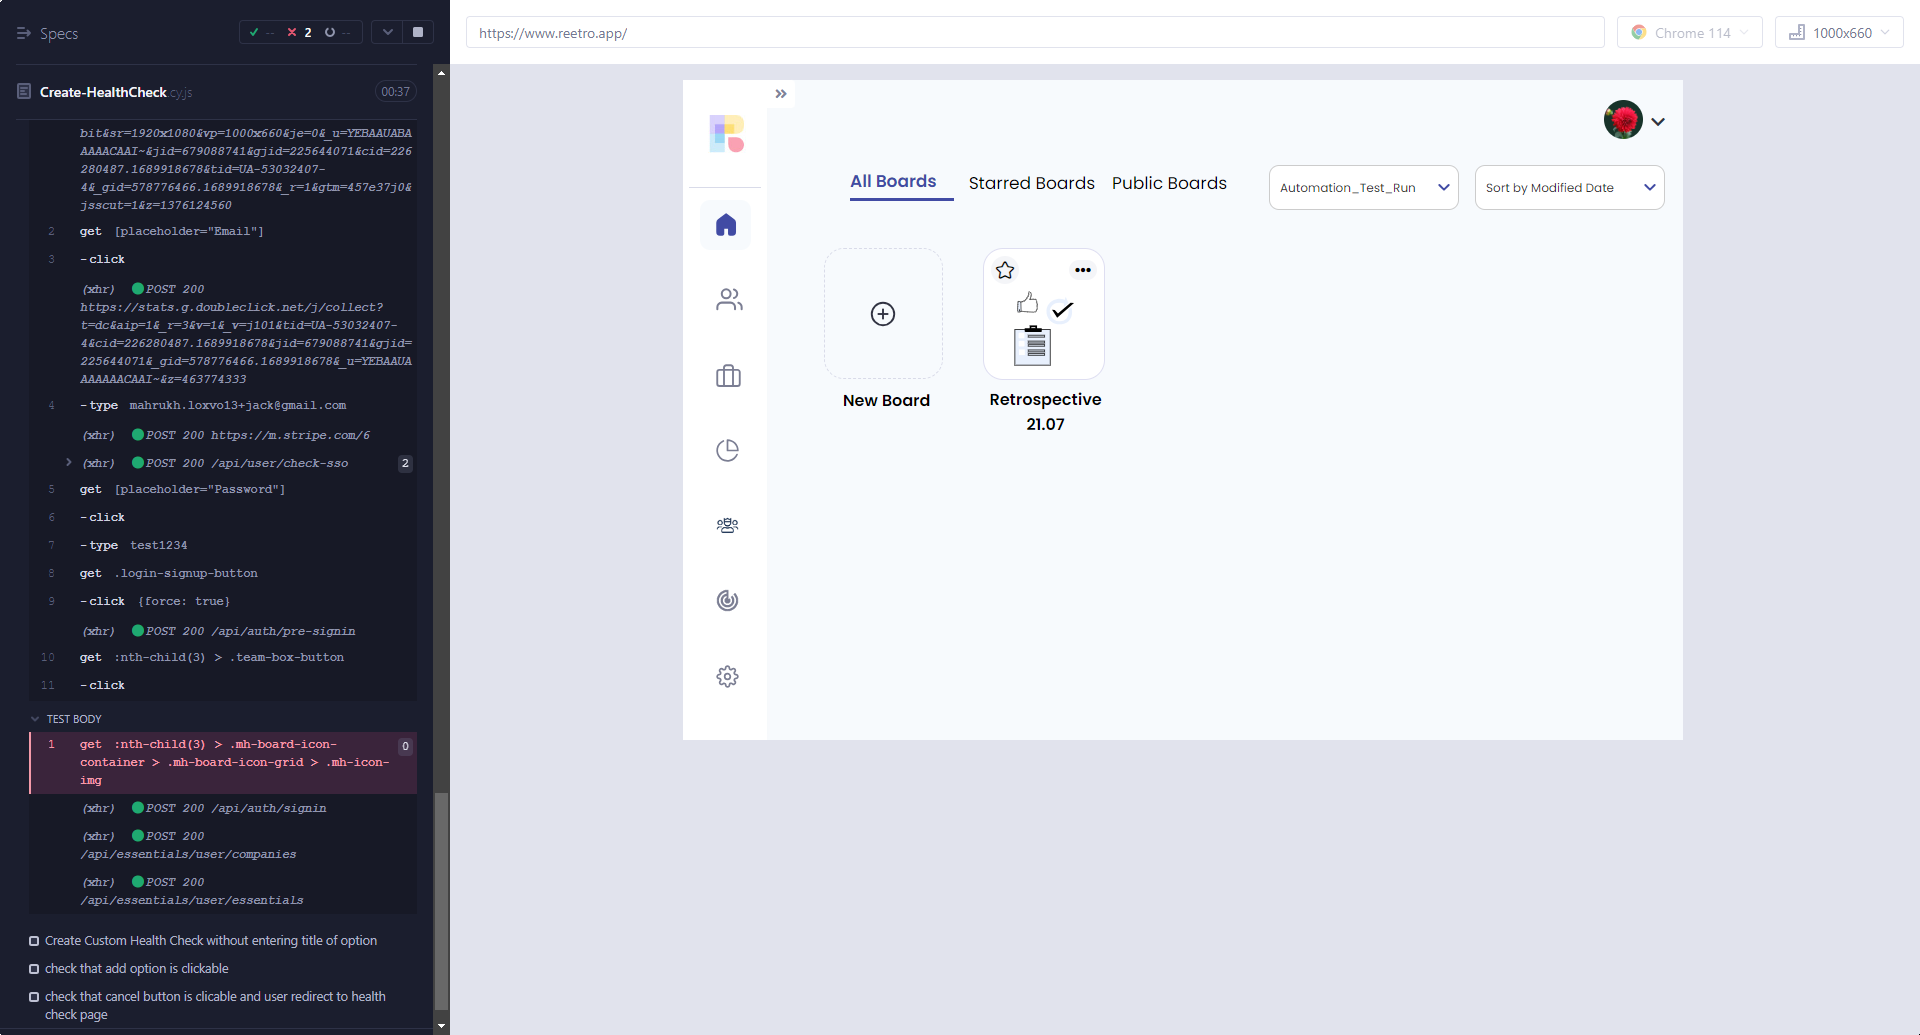 Specs
-- 2 --
Create-HealthCheck.cy.js 00:37
bit&sr=1920x1080&vp=1000x660&je=0&_u=YEBAAUABA
AAAACAAI~&jid=679088741&gjid=225644071&cid=226
280487.1689918678&tid=UA-53032407-
4&_gid=578776466.1689918678&_r=1&gtm=457e37j0&
jsscut=1&z=1376124560
2 get [placeholder="Email"]
3 -click
(xhr) POST 200
https://stats.g.doubleclick.net/j/collect?
t=dc&aip=1&_r=3&v=1&_v=j101&tid=UA-53032407-
4&cid=226280487.1689918678&jid=679088741&gjid=
225644071&_gid=578776466.1689918678&_u=YEBAAUA
AAAAAACAAI~&z=463774333
4 -type mahrukh.loxvo13+jack@gmail.com
(xhr) POST 200 https://m.stripe.com/6
(xhr) POST 200 /api/user/check-sso 2
5 get [placeholder="Password"]
6 -click
7 -type test1234
8 get .login-signup-button
9 -click {force: true}
(xhr) POST 200 /api/auth/pre-signin
10 get :nth-child(3) > .team-box-button
11 -click
TEST BODY
1 get :nth-child(3) > .mh-board-icon- 0
container > .mh-board-icon-grid > .mh-icon-
img
(xhr) POST 200 /api/auth/signin
(xhr) POST 200
/api/essentials/user/companies
(xhr) POST 200
/api/essentials/user/essentials
Create Custom Health Check without entering title of option
check that add option is clickable
check that cancel button is clicable and user redirect to health
check page
https://www.reetro.app/
Chrome 114
1000x660
All Boards Starred Boards Public Boards
Automation_Test_Run
Sort by Modified Date
New Board
Retrospective
21.07